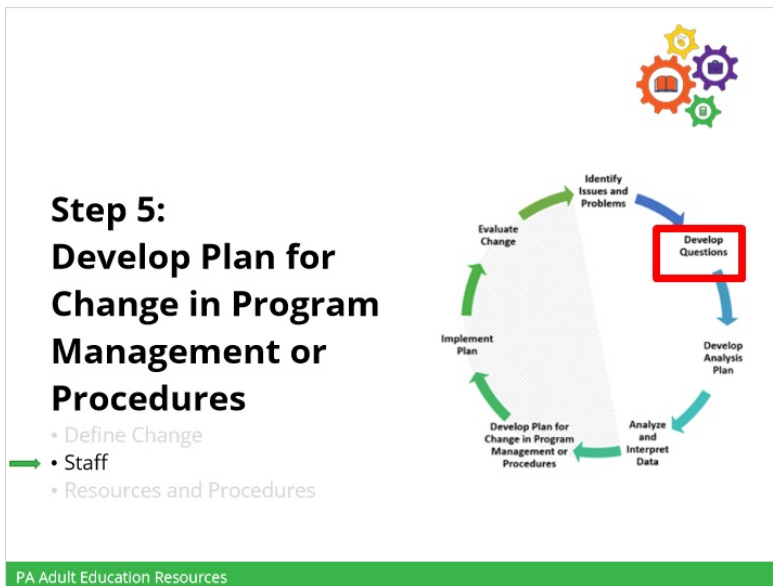 Step 5:
Develop Plan for
Change in Program
Management or
Procedures
• Define Change
• Staff
• Resources and Procedures
Identify
Issues and
Problems
Develop
Questions
Develop
Analysis
Plan
Analyze
and
Interpret
Data
Develop Plan for
Change in Program
Management or
Procedures
Implement
Plan
Evaluate
Change
PA Adult Education Resources